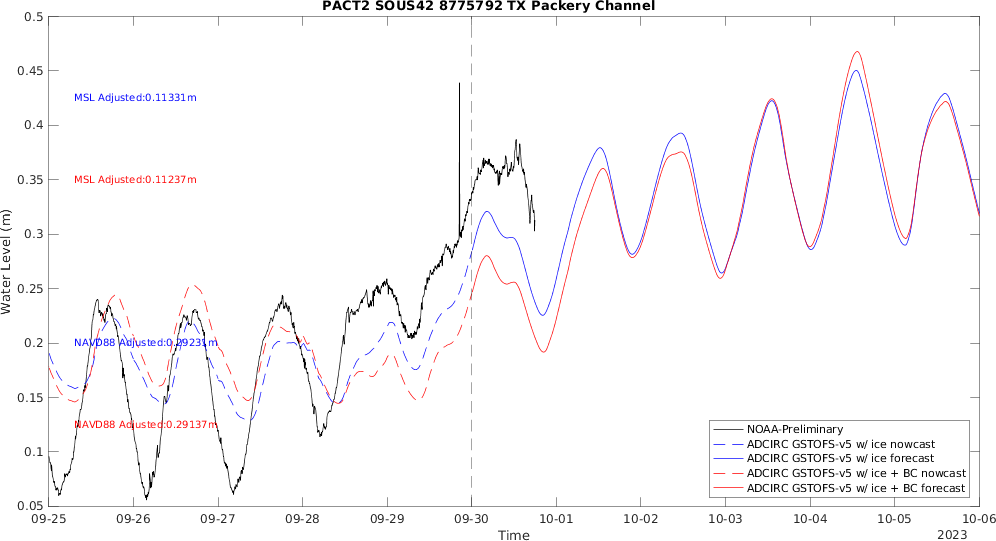 PACT2 SOUS42 8775792 TX Packery Channel
0.5
0.45
0.4
0.35
0.3
0.25
0.2
0.15
0.1
0.05
Water Level (m)
MSL Adjusted:0.11331m
MSL Adjusted:0.11237m
NAVD88 Adjusted:0.29231m
NAVD88 Adjusted:0.29137m
NOAA-Preliminary
ADCIRC GSTOFS-v5 w/ ice nowcast
ADCIRC GSTOFS-v5 w/ ice forecast
ADCIRC GSTOFS-v5 w/ ice + BC nowcast
ADCIRC GSTOFS-v5 w/ ice + BC forecast
09-25 09-26 09-27 09-28 09-29 09-30 10-01 10-02 10-03 10-04 10-05 10-06
Time
2023